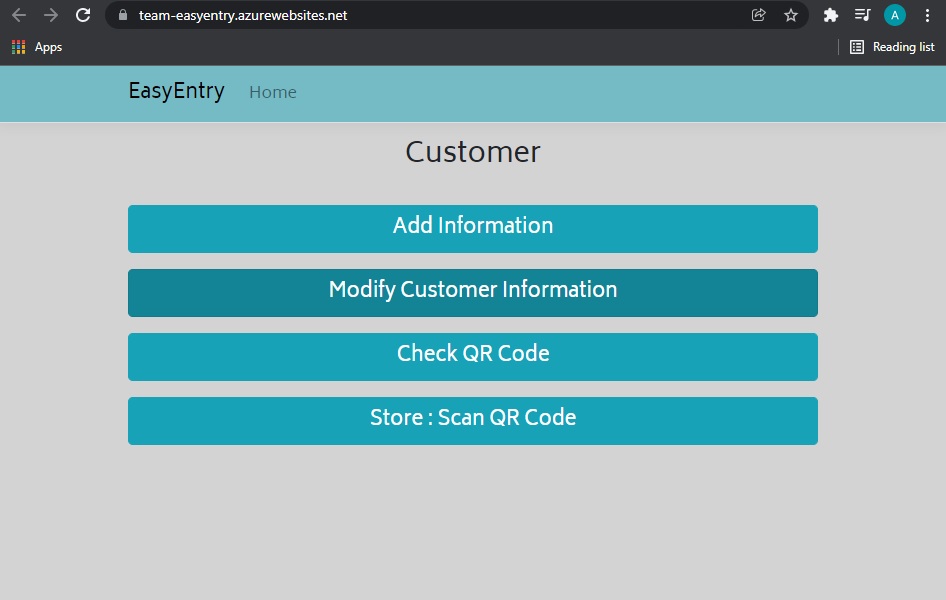 team-easyentry.azurewebsites.net
A
Apps
Reading list
EasyEntry Home
Customer
Add Information
Modify Customer Information
Check QR Code
Store : Scan QR Code